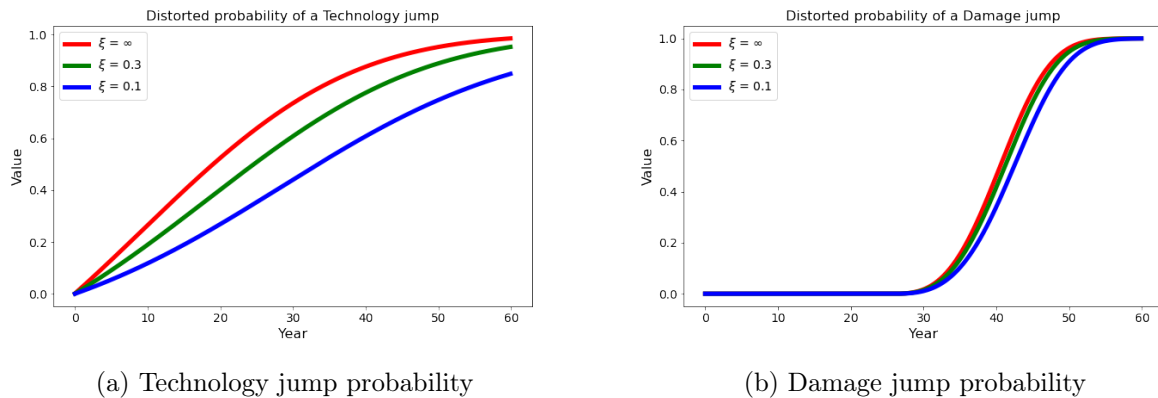 Distorted probability of a Technology jump
ξ = ∞
ξ = 0.3
ξ = 0.1
Value
1.0
0.8
0.6
0.4
0.2
0.0
0 10 20 30 40 50 60
Year
(a) Technology jump probability
Distorted probability of a Damage jump
ξ = ∞
ξ = 0.3
ξ = 0.1
Value
1.0
0.8
0.6
0.4
0.2
0.0
0 10 20 30 40 50 60
Year
(b) Damage jump probability